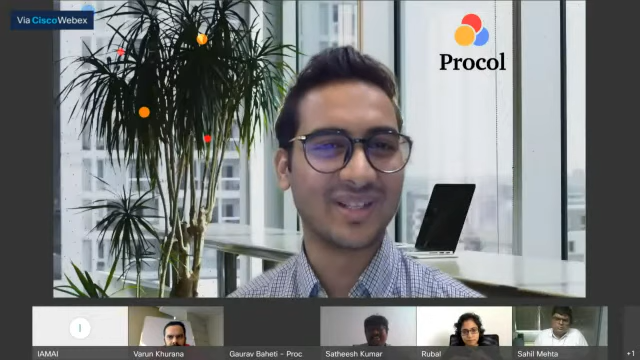 Via Cisco Webex
Procol
I
IAMAI
Varun Khurana
Gaurav Baheti - Proc
Satheesh Kumar
Rubal
Sahil Mehta
+1